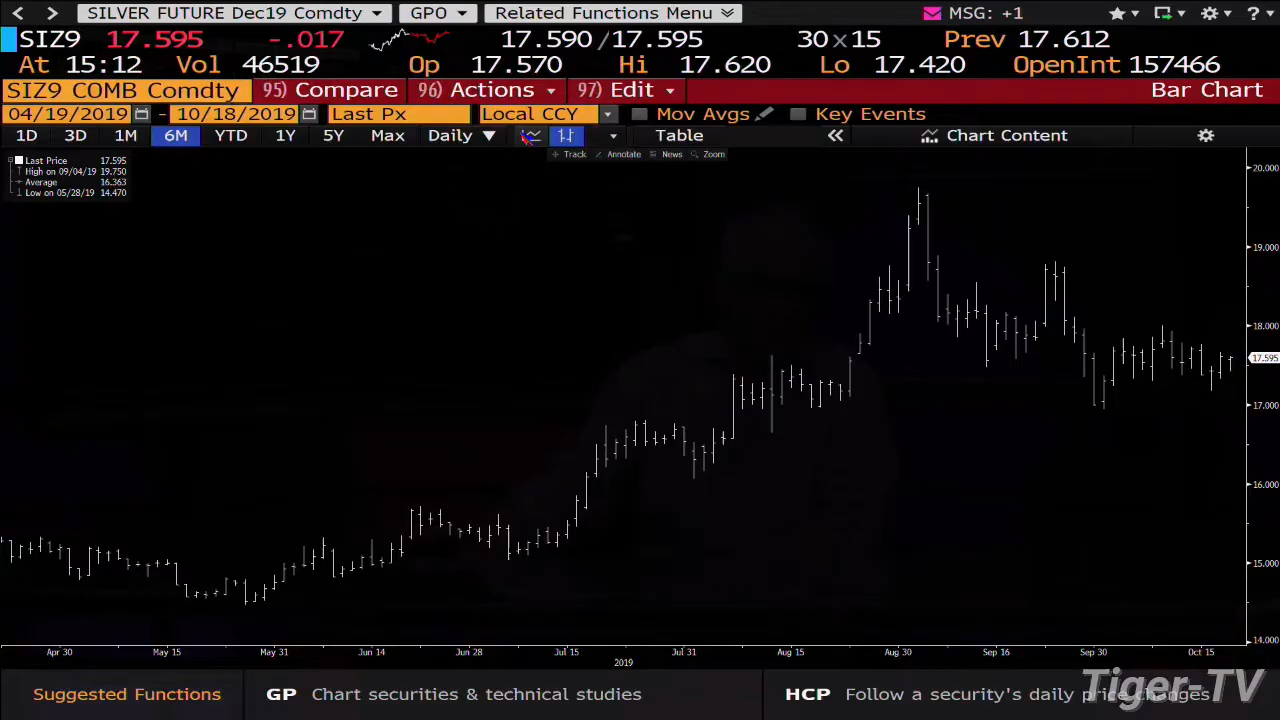 SILVER FUTURE Dec19 Comdty GPO Related Functions Menu MSG: +1 ?
SIZ9 17.595 -.017 17.590/17.595 30x15 Prev 17.612
At 15:12 Vol 46519 Op 17.570 Hi 17.620 Lo 17.420 OpenInt 157466
SIZ9 COMB Comdty 95) Compare 96) Actions 97) Edit Bar Chart
04/19/2019 - 10/18/2019 Last Px Local CCY Mov Avgs Key Events
1D 3D 1M 6M YTD 1Y 5Y Max Daily Table Chart Content
Track Annotate News Zoom
Last Price 17.595
High on 09/04/19 19.750
Average 16.363
Low on 05/28/19 14.470
20.000
19.000
18.000
17.595
17.000
16.000
15.000
14.000
Apr 30 May 15 May 31 Jun 14 Jun 28 Jul 15 Jul 31 Aug 15 Aug 30 Sep 16 Sep 30 Oct 15
2019
Suggested Functions GP Chart securities & technical studies HCP Follow a security's daily price changes
Tiger-TV